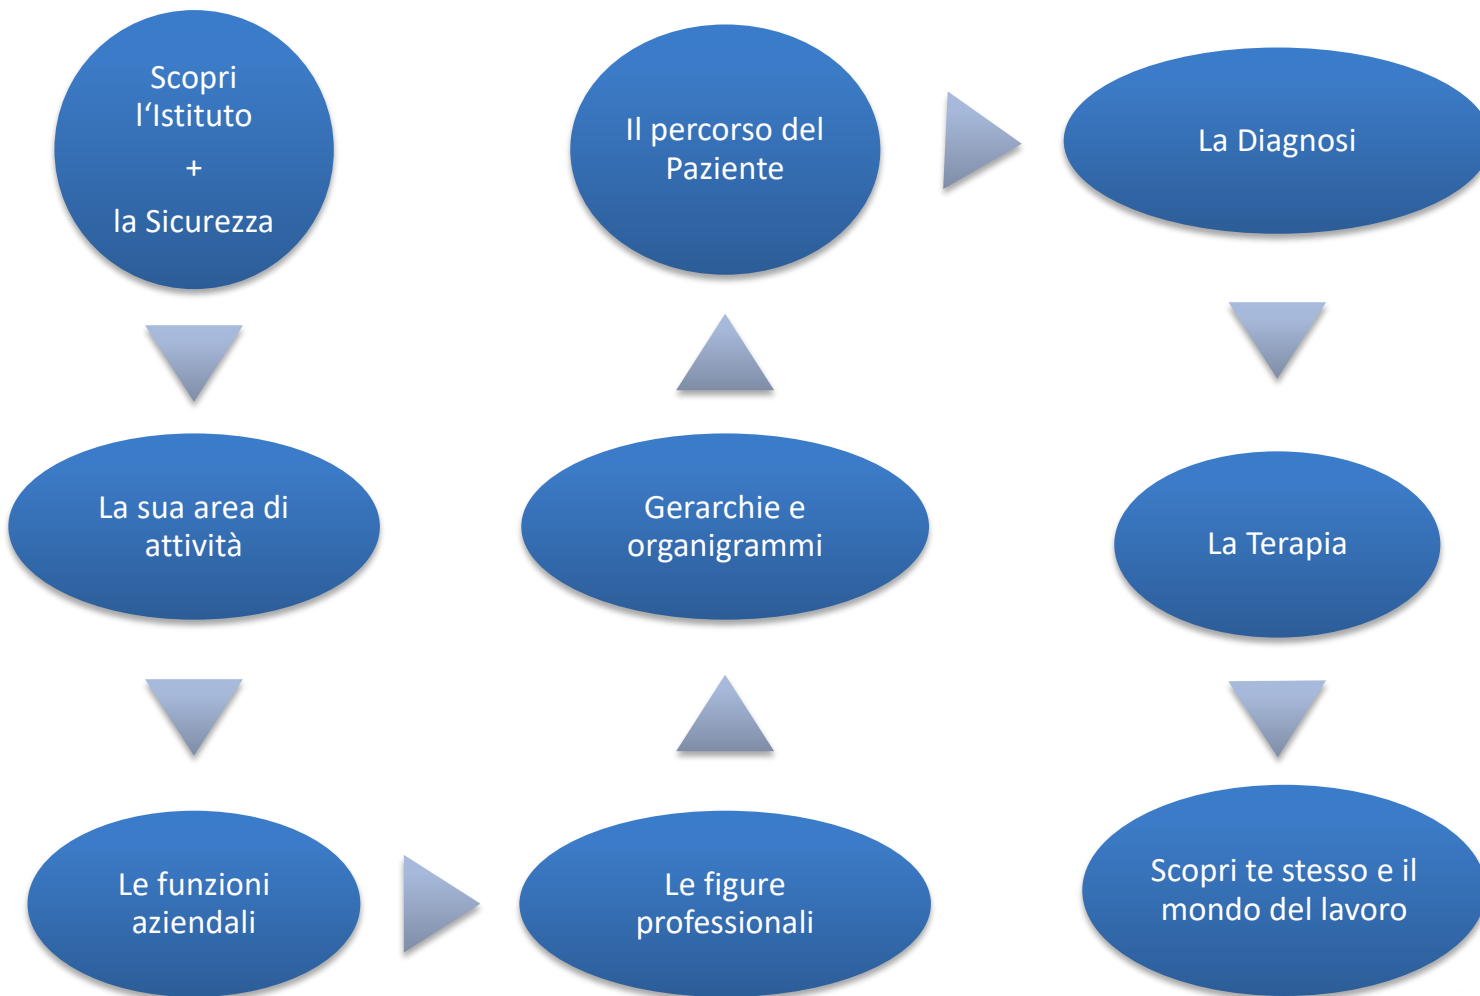 Scopri
l‘Istituto
+
la Sicurezza
La sua area di
attività
Le funzioni
aziendali
Le figure
professionali
Gerarchie e
organigrammi
Il percorso del
Paziente
La Diagnosi
La Terapia
Scopri te stesso e il
mondo del lavoro